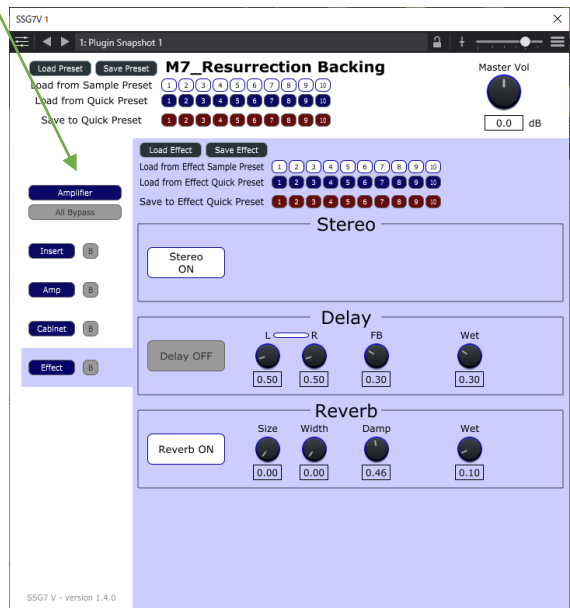 SSG7V 1
1: Plugin Snapshot 1
Load Preset Save Preset M7_Resurrection Backing Master Vol
Load from Sample Preset 1 2 3 4 5 6 7 8 9 10
Load from Quick Preset 1 2 3 4 5 6 7 8 9 10
Save to Quick Preset 1 2 3 4 5 6 7 8 9 10
0.0 dB
Load Effect Save Effect
Load from Effect Sample Preset 1 2 3 4 5 6 7 8 9 10
Load from Effect Quick Preset 1 2 3 4 5 6 7 8 9 10
Save to Effect Quick Preset 1 2 3 4 5 6 7 8 9 10
Amplifier
All Bypass
Insert B
Amp B
Cabinet B
Effect B
Stereo
Stereo
ON
Delay
L R FB Wet
Delay OFF
0.50 0.50 0.30 0.30
Reverb
Size Width Damp Wet
Reverb ON
0.00 0.00 0.46 0.10
SSG7 V - version 1.4.0